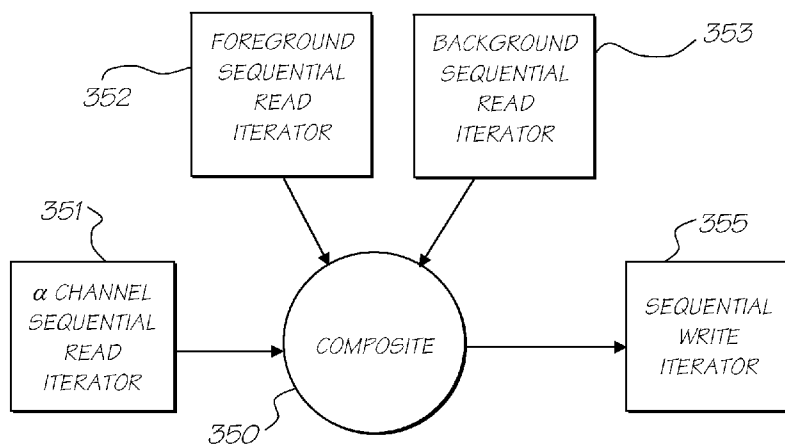 352
FOREGROUND
SEQUENTIAL
READ
ITERATOR
BACKGROUND
SEQUENTIAL
READ
ITERATOR
353
351
α CHANNEL
SEQUENTIAL
READ
ITERATOR
COMPOSITE
350
355
SEQUENTIAL
WRITE
ITERATOR